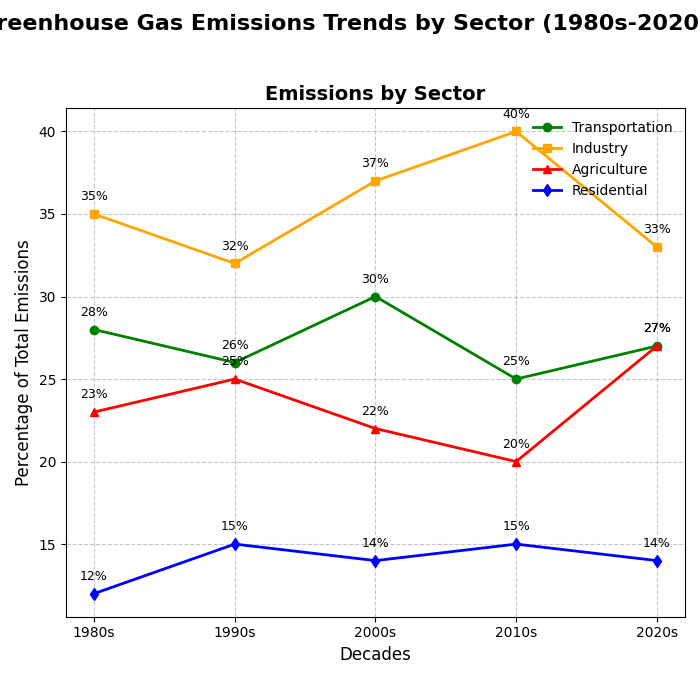 reenhouse Gas Emissions Trends by Sector (1980s-2020
Emissions by Sector
Transportation
Industry
Agriculture
Residential
Percentage of Total Emissions
40
35
30
25
20
15
35%
32%
37%
40%
33%
28%
26%
30%
25%
27%
23%
25%
22%
20%
27%
12%
15%
14%
15%
14%
1980s
1990s
2000s
2010s
2020s
Decades